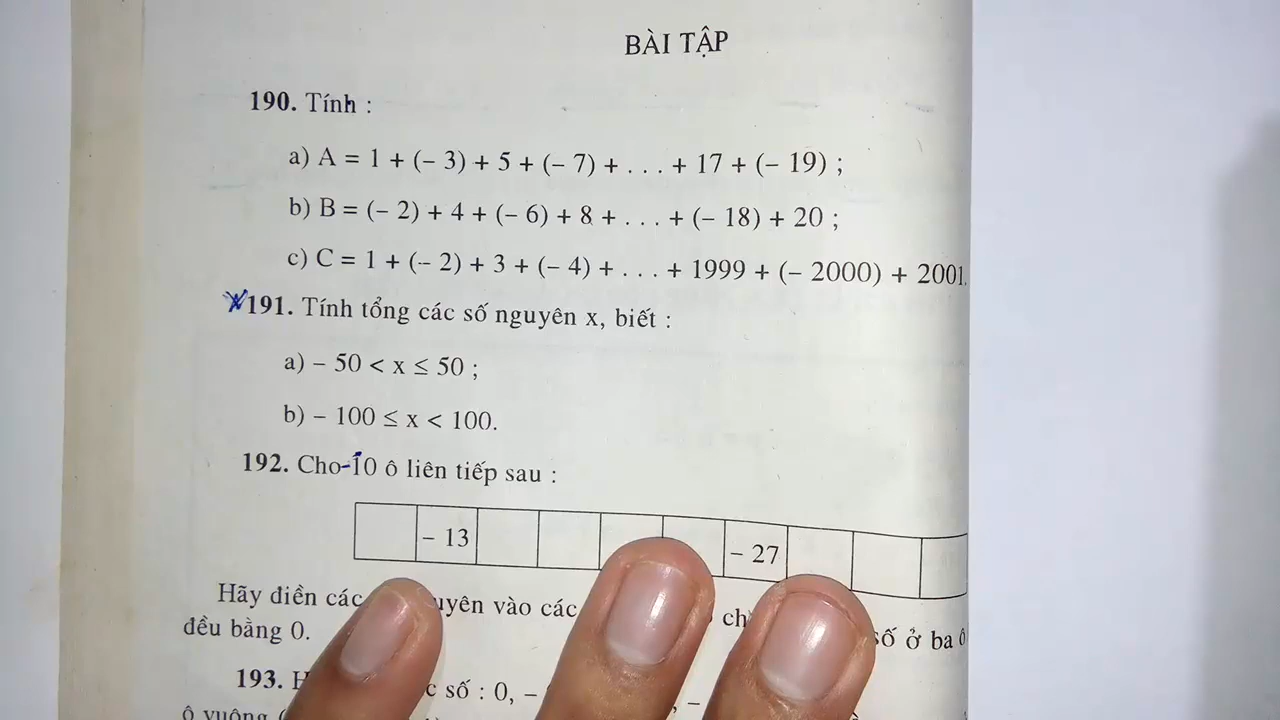 BÀI TẬP
190. Tính :
a) A = 1 + (– 3) + 5 + (– 7) + . . . + 17 + (– 19) ;
b) B = (– 2) + 4 + (– 6) + 8 + . . . + (– 18) + 20 ;
c) C = 1 + (– 2) + 3 + (– 4) + . . . + 1999 + (– 2000) + 2001.
191. Tính tổng các số nguyên x, biết :
a) – 50 < x ≤ 50 ;
b) – 100 ≤ x < 100.
192. Cho 10 ô liên tiếp sau :
– 13 – 27
Hãy điền các vào các số ở ba ô
đều bằng 0.
193. số : 0, –
ô vuông